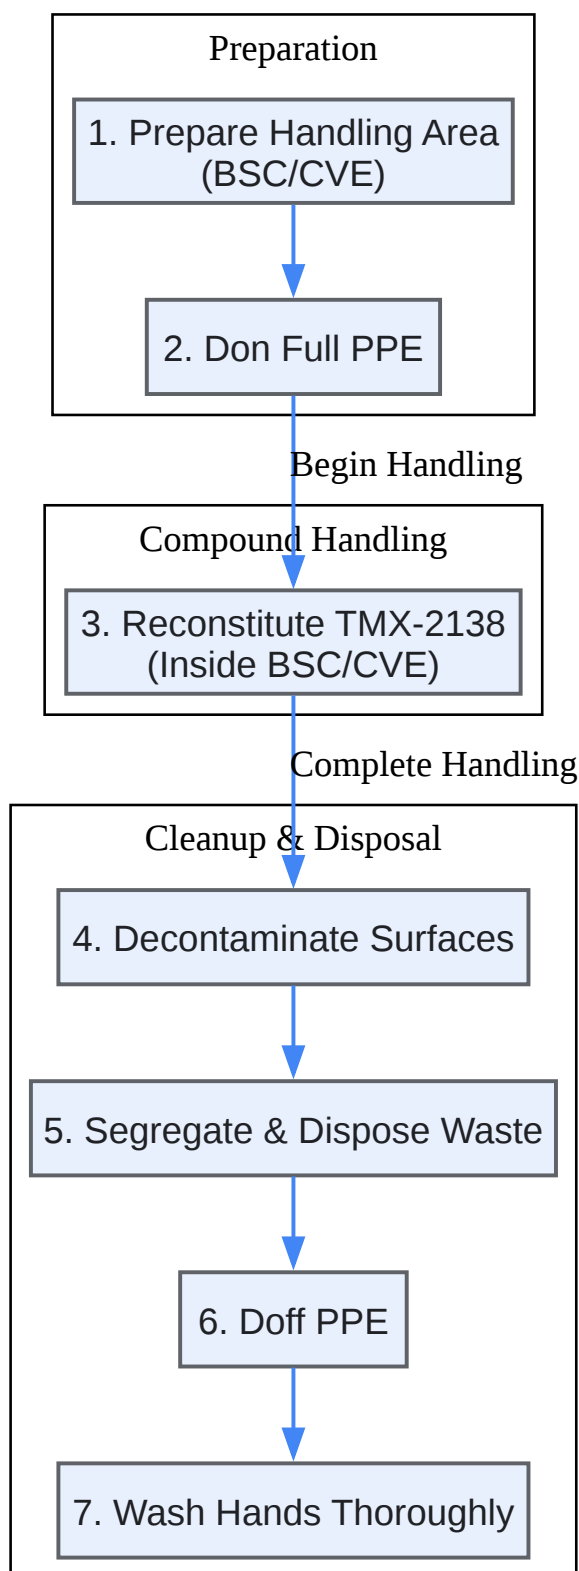 Preparation
1. Prepare Handling Area
(BSC/CVE)
2. Don Full PPE
Begin Handling
Compound Handling
3. Reconstitute TMX-2138
(Inside BSC/CVE)
Complete Handling
Cleanup & Disposal
4. Decontaminate Surfaces
5. Segregate & Dispose Waste
6. Doff PPE
7. Wash Hands Thoroughly